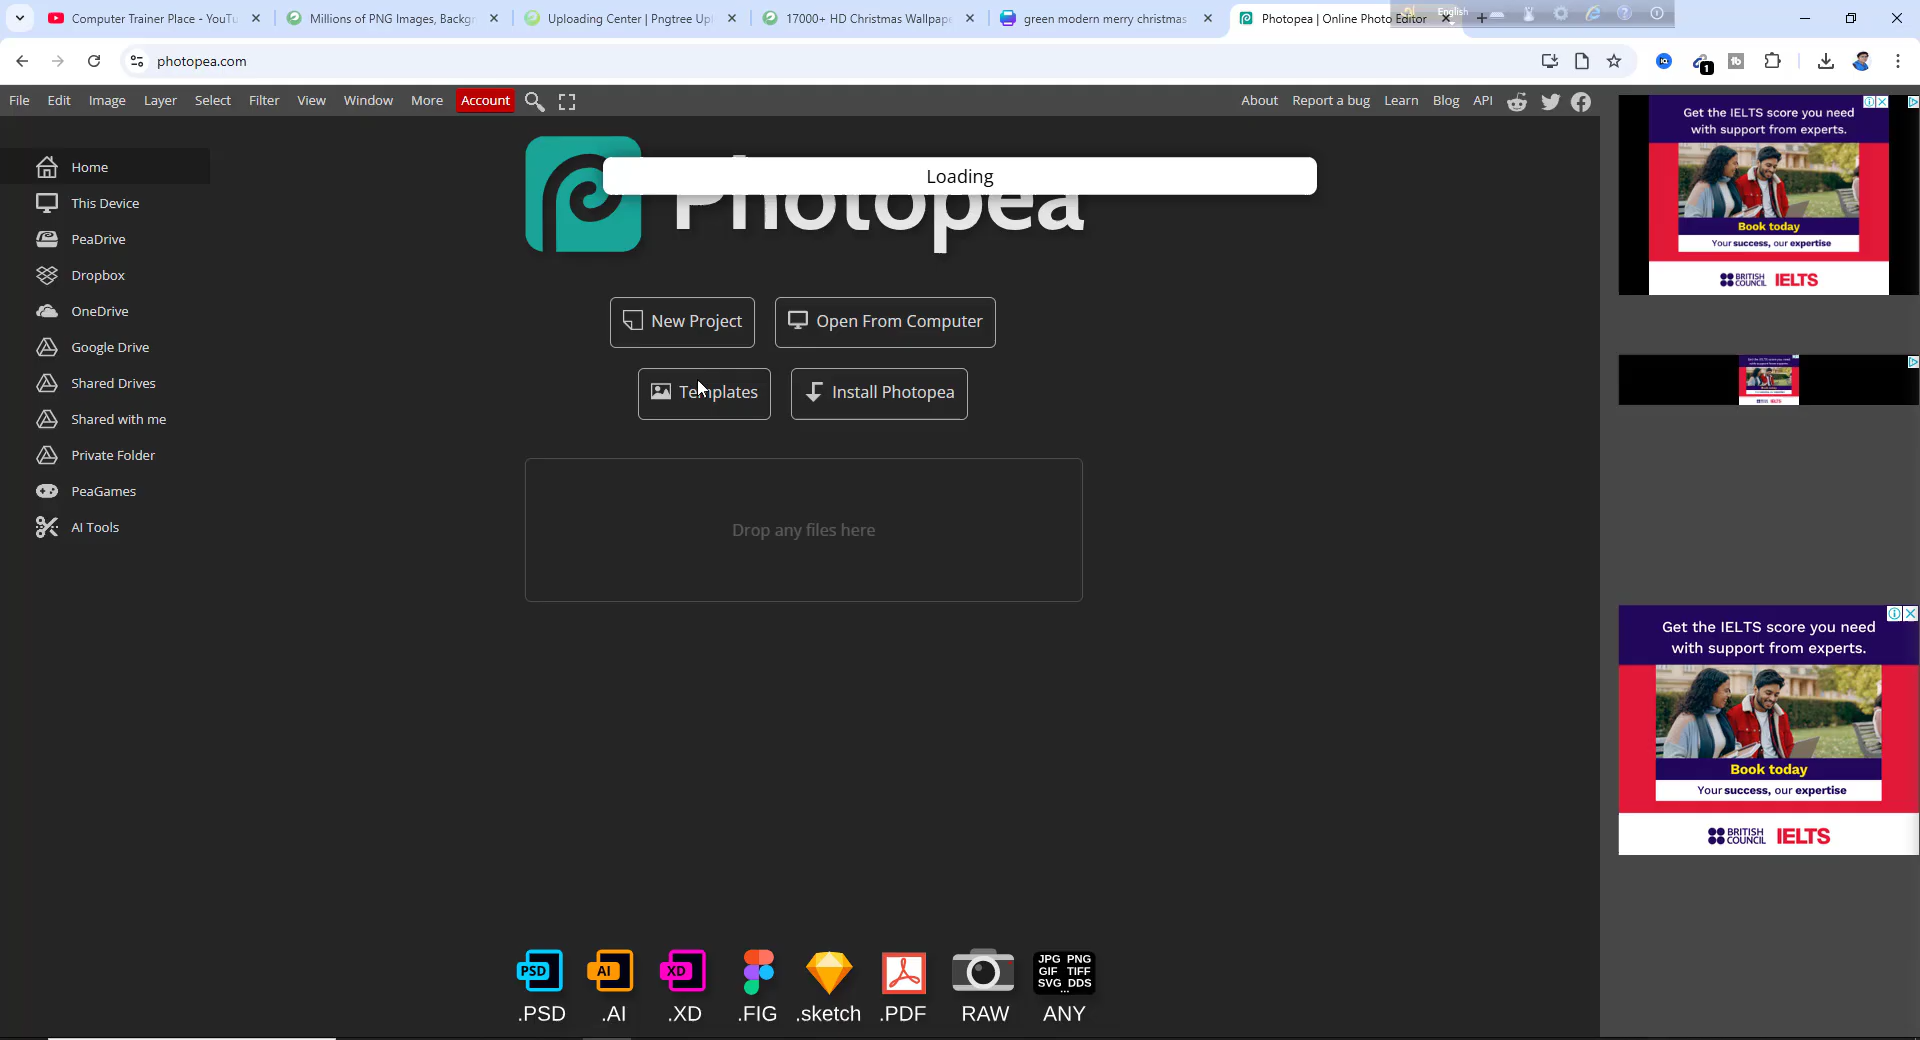 Computer Trainer Place - YouTu
Millions of PNG Images, Backgr
Uploading Center | Pngtree Upl
17000+ HD Christmas Wallpape
green modern merry christmas
Photopea | Online Photo Editor
English
photopea.com
1
File Edit Image Layer Select Filter View Window More Account
About Report a bug Learn Blog API
Home
This Device
PeaDrive
Dropbox
OneDrive
Google Drive
Shared Drives
Shared with me
Private Folder
PeaGames
AI Tools
Loading
Photopea
New Project
Open From Computer
Templates
Install Photopea
Drop any files here
PSD AI XD
JPG PNG
GIF TIFF
SVG DDS
...
.PSD .AI .XD .FIG .sketch .PDF RAW ANY
Get the IELTS score you need
with support from experts.
Book today
Your success, our expertise
BRITISH
COUNCIL
IELTS
Get the IELTS score you need
with support from experts.
Book today
Your success, our expertise
BRITISH
COUNCIL
IELTS